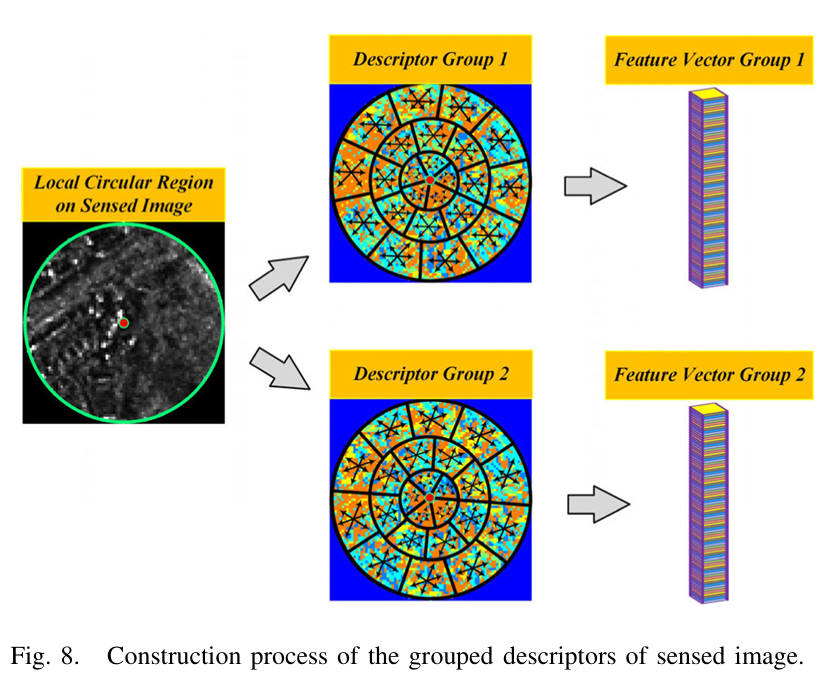 Descriptor Group 1
Feature Vector Group 1
Local Circular Region
on Sensed Image
Descriptor Group 2
Feature Vector Group 2
Fig. 8. Construction process of the grouped descriptors of sensed image.